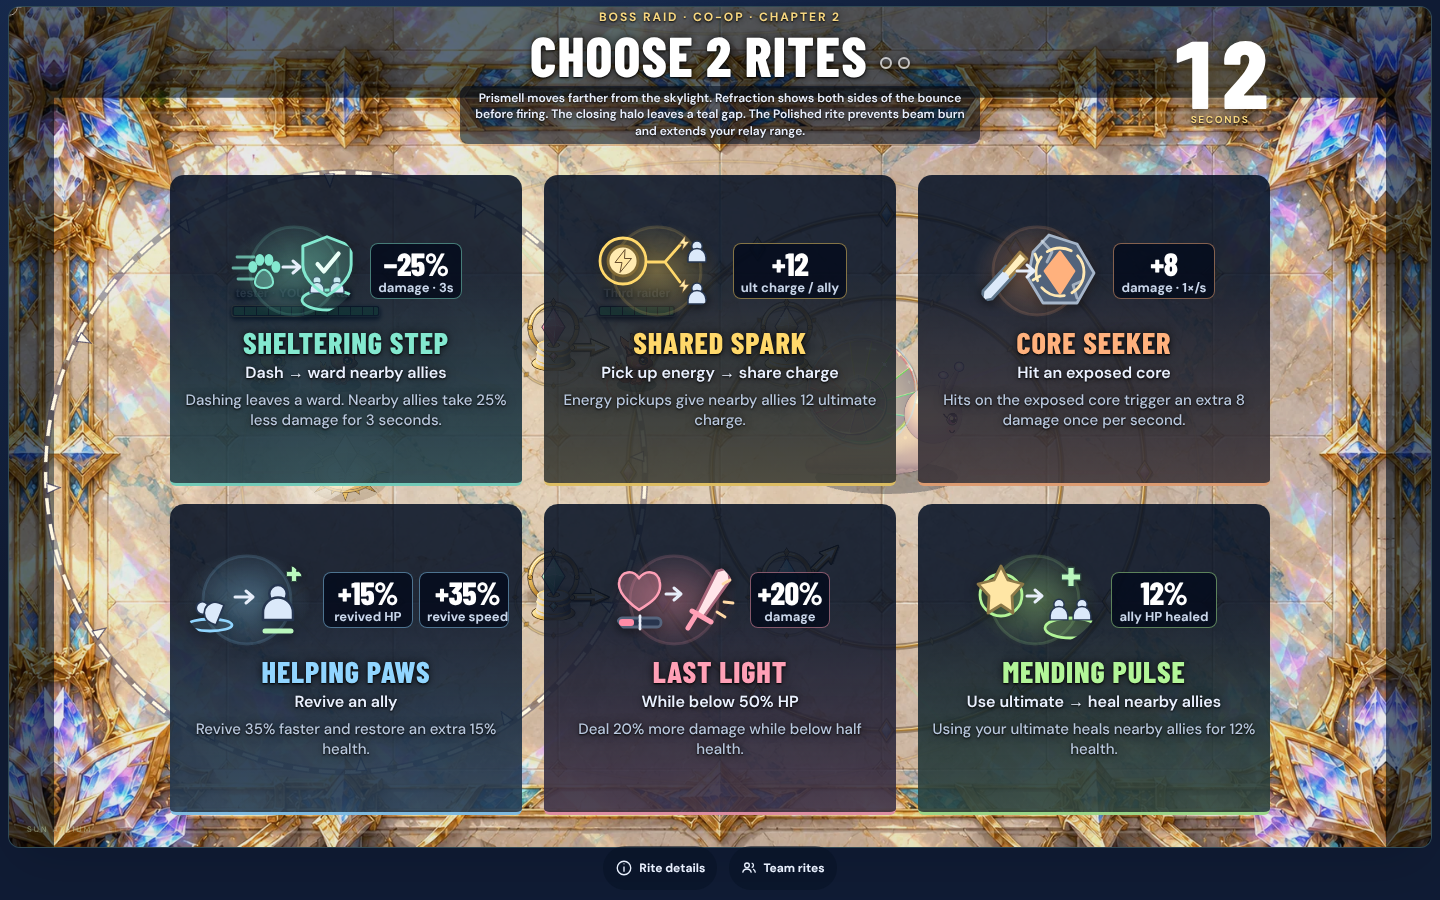 BOSS RAID · CO-OP · CHAPTER 2
CHOOSE 2 RITES
Prismell moves farther from the skylight. Refraction shows both sides of the bounce
before firing. The closing halo leaves a teal gap. The Polished rite prevents beam burn
and extends your relay range.
12
SECONDS
−25%
damage · 3s
SHELTERING STEP
Dash → ward nearby allies
Dashing leaves a ward. Nearby allies take 25%
less damage for 3 seconds.
Third raider
+12
ult charge / ally
SHARED SPARK
Pick up energy → share charge
Energy pickups give nearby allies 12 ultimate
charge.
+8
damage · 1×/s
CORE SEEKER
Hit an exposed core
Hits on the exposed core trigger an extra 8
damage once per second.
+15%
revived HP
+35%
revive speed
HELPING PAWS
Revive an ally
Revive 35% faster and restore an extra 15%
health.
+20%
damage
LAST LIGHT
While below 50% HP
Deal 20% more damage while below half
health.
12%
ally HP healed
MENDING PULSE
Use ultimate → heal nearby allies
Using your ultimate heals nearby allies for 12%
health.
Rite details
Team rites